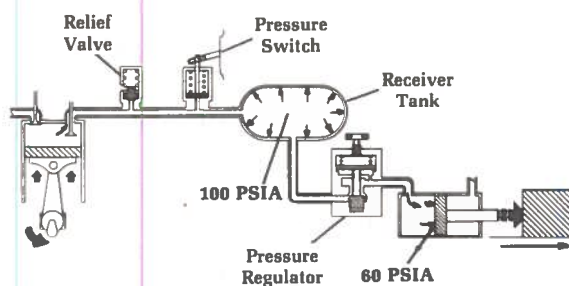 Relief
Valve
Pressure
Switch
Receiver
Tank
100 PSIA
Pressure
Regulator
60 PSIA